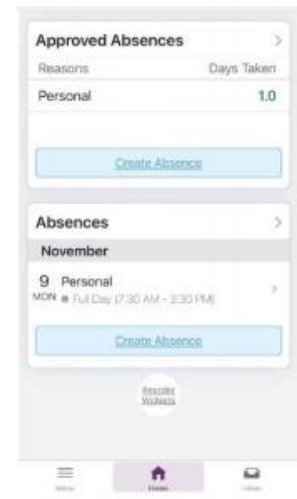 Approved Absences
Reasons Days Taken
Personal 1.0
Create Absence
Absences
November
9 Personal
MON Full Day (7:30 AM - 3:30 PM)
Create Absence
Reorder
Widgets
Menu Home Inbox